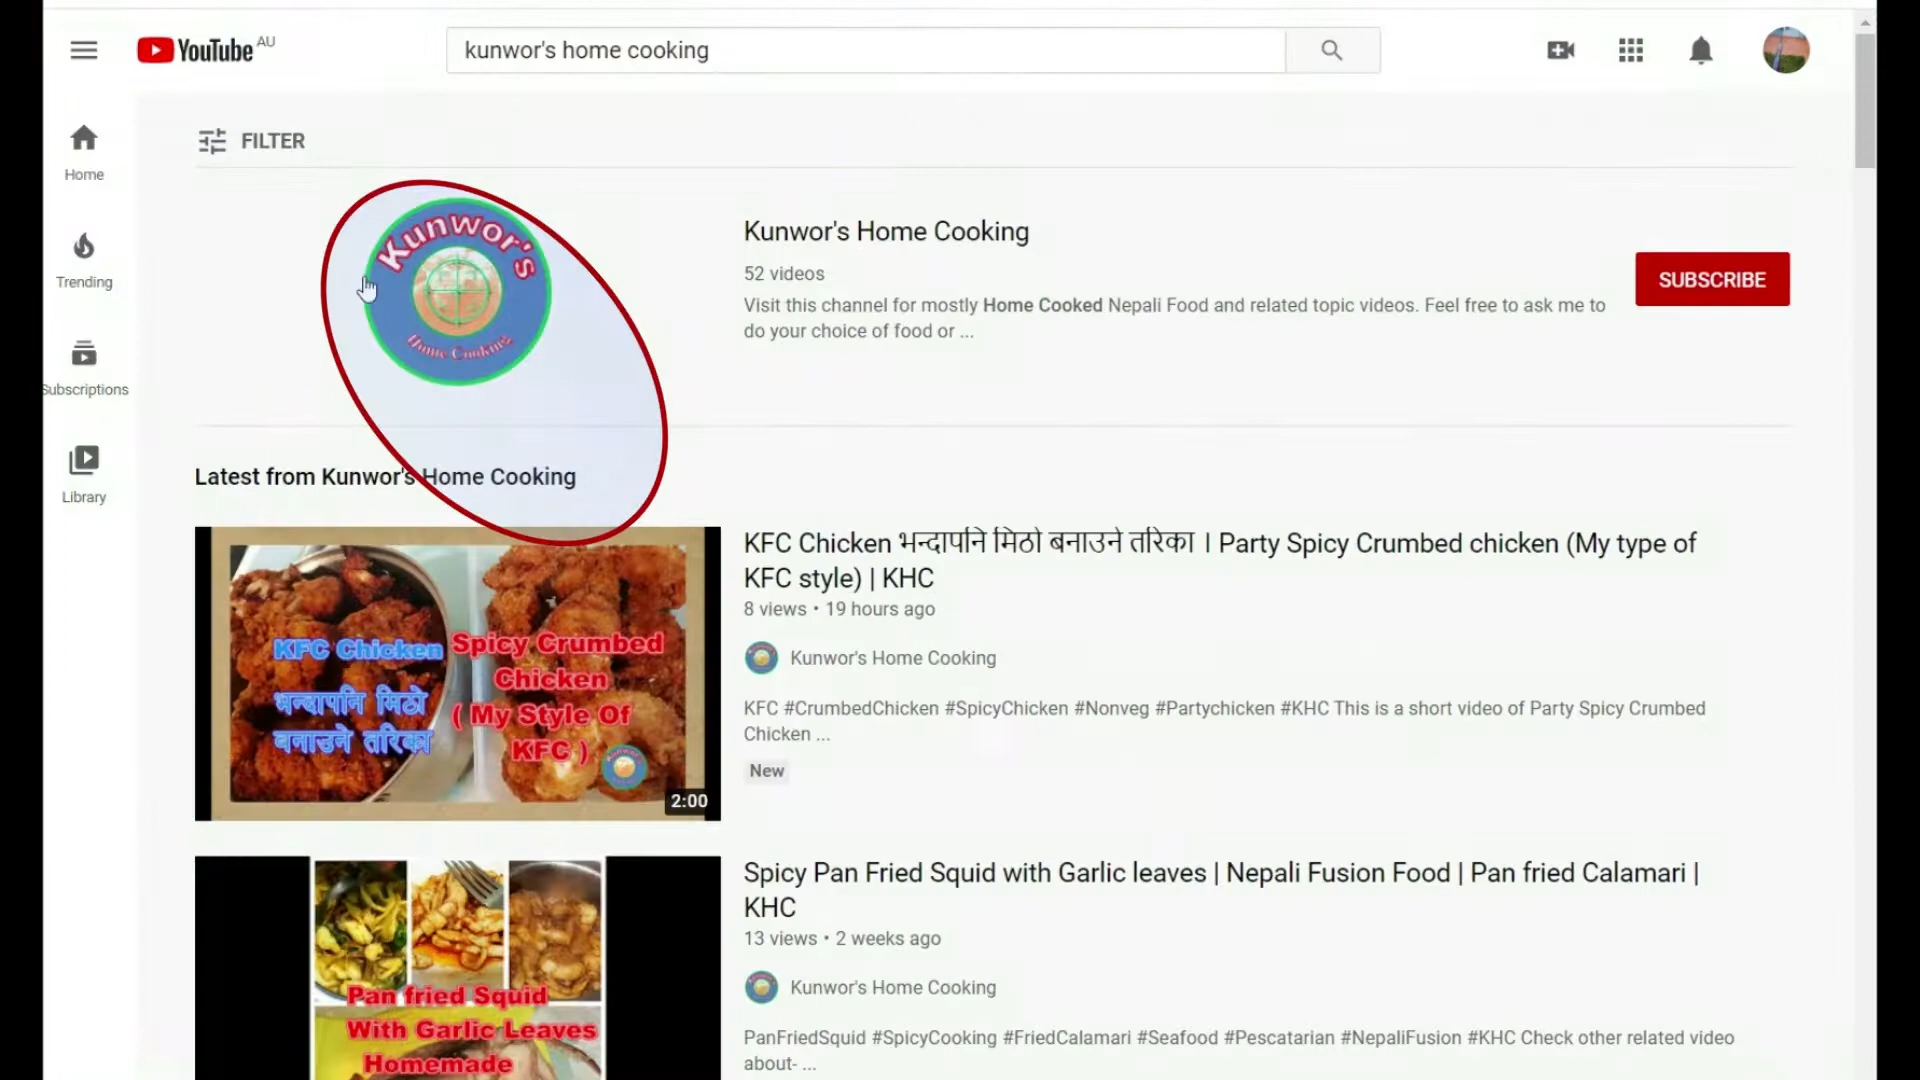 YouTube AU
kunwor's home cooking
Home
Trending
Subscriptions
Library
FILTER
Kunwor's
Home Cooking
Kunwor's Home Cooking
52 videos
Visit this channel for mostly Home Cooked Nepali Food and related topic videos. Feel free to ask me to
do your choice of food or ...
SUBSCRIBE
Latest from Kunwor's Home Cooking
KFC Chicken
भन्दापनि मिठो
बनाउने तरिका
Spicy Crumbed
Chicken
( My Style Of
KFC )
2:00
KFC Chicken भन्दापनि मिठो बनाउने तरिका । Party Spicy Crumbed chicken (My type of
KFC style) | KHC
8 views • 19 hours ago
Kunwor's Home Cooking
KFC #CrumbedChicken #SpicyChicken #Nonveg #Partychicken #KHC This is a short video of Party Spicy Crumbed
Chicken ...
New
Pan fried Squid
With Garlic Leaves
Homemade
Spicy Pan Fried Squid with Garlic leaves | Nepali Fusion Food | Pan fried Calamari |
KHC
13 views • 2 weeks ago
Kunwor's Home Cooking
PanFriedSquid #SpicyCooking #FriedCalamari #Seafood #Pescatarian #NepaliFusion #KHC Check other related video
about- ...